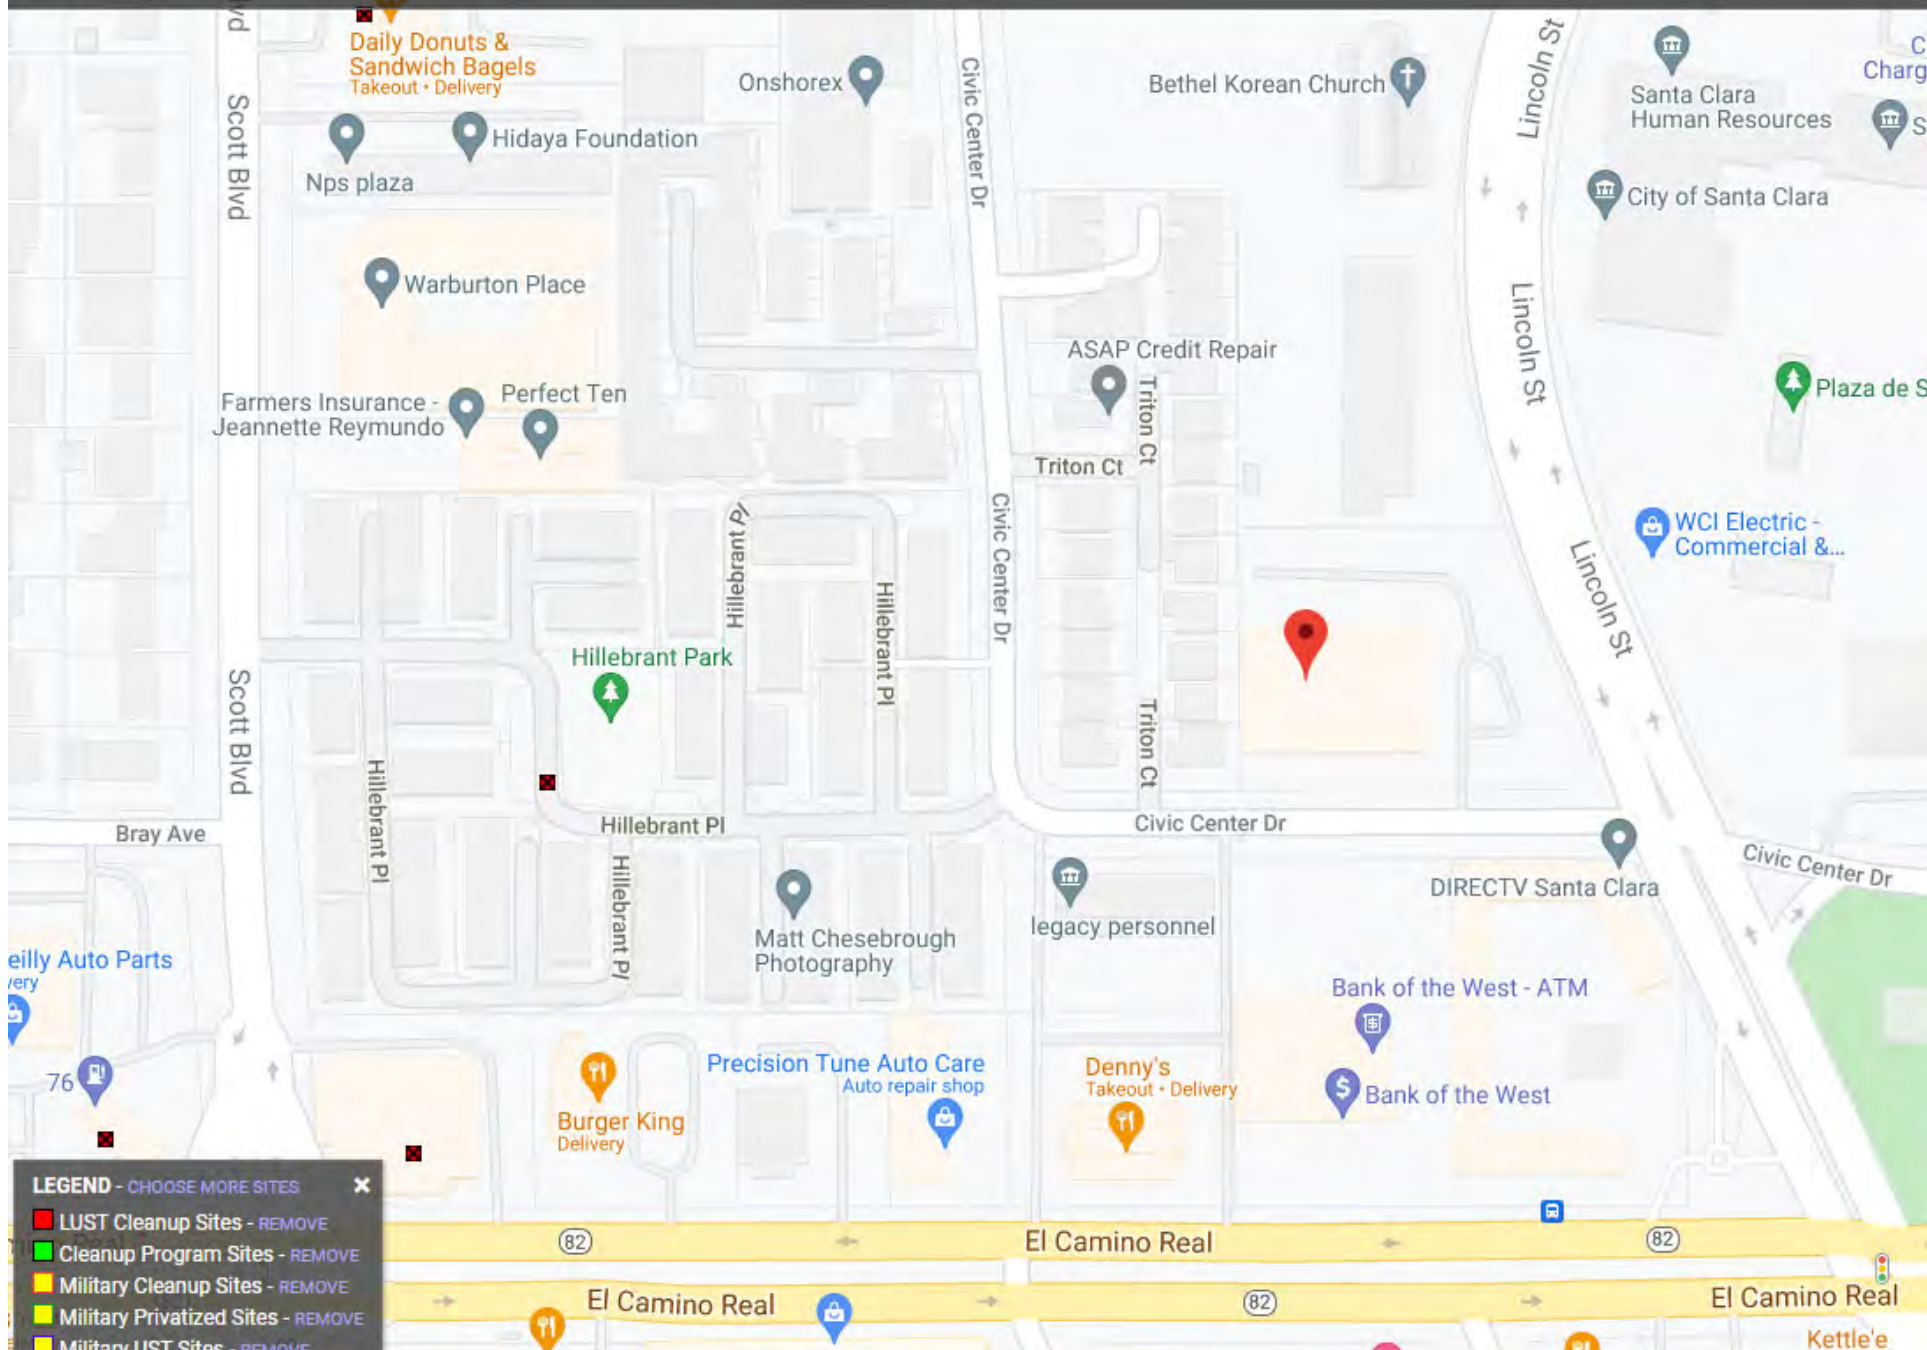 Daily Donuts &
Sandwich Bagels
Takeout • Delivery
Onshorex
Civic Center Dr
Bethel Korean Church
Lincoln St
Santa Clara
Human Resources
Charg
Scott Blvd
Nps plaza
Hidaya Foundation
City of Santa Clara
Warburton Place
Lincoln St
ASAP Credit Repair
Farmers Insurance -
Jeannette Reymundo
Perfect Ten
Triton Ct
Triton Ct
Plaza de S
Hillebrant Pl
Civic Center Dr
WCI Electric -
Commercial &...
Lincoln St
Hillebrant Pl
Hillebrant Park
Scott Blvd
Triton Ct
Hillebrant Pl
Bray Ave
Hillebrant Pl
Civic Center Dr
Hillebrant Pl
DIRECTV Santa Clara
Civic Center Dr
legacy personnel
Matt Chesebrough
Photography
eilly Auto Parts
very
Bank of the West - ATM
76
Burger King
Delivery
Precision Tune Auto Care
Auto repair shop
Denny's
Takeout • Delivery
Bank of the West
LEGEND - CHOOSE MORE SITES ×
LUST Cleanup Sites - REMOVE
Cleanup Program Sites - REMOVE
Military Cleanup Sites - REMOVE
Military Privatized Sites - REMOVE
Military UST Sites - REMOVE
82
El Camino Real
82
El Camino Real
82
El Camino Real
Kettle'e